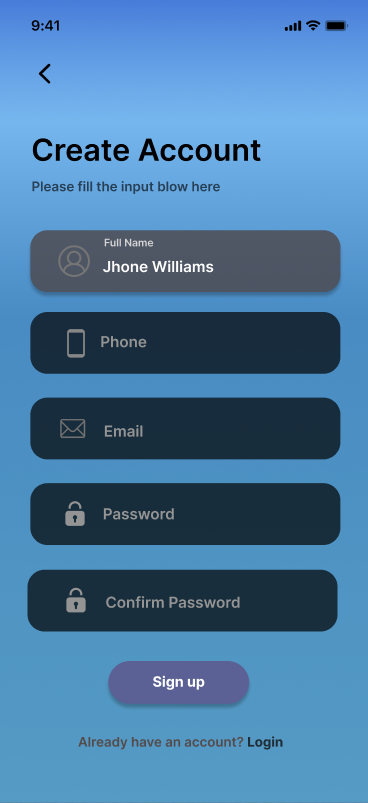 9:41
Create Account
Please fill the input blow here
Full Name
Jhone Williams
Phone
Email
Password
Confirm Password
Sign up
Already have an account? Login